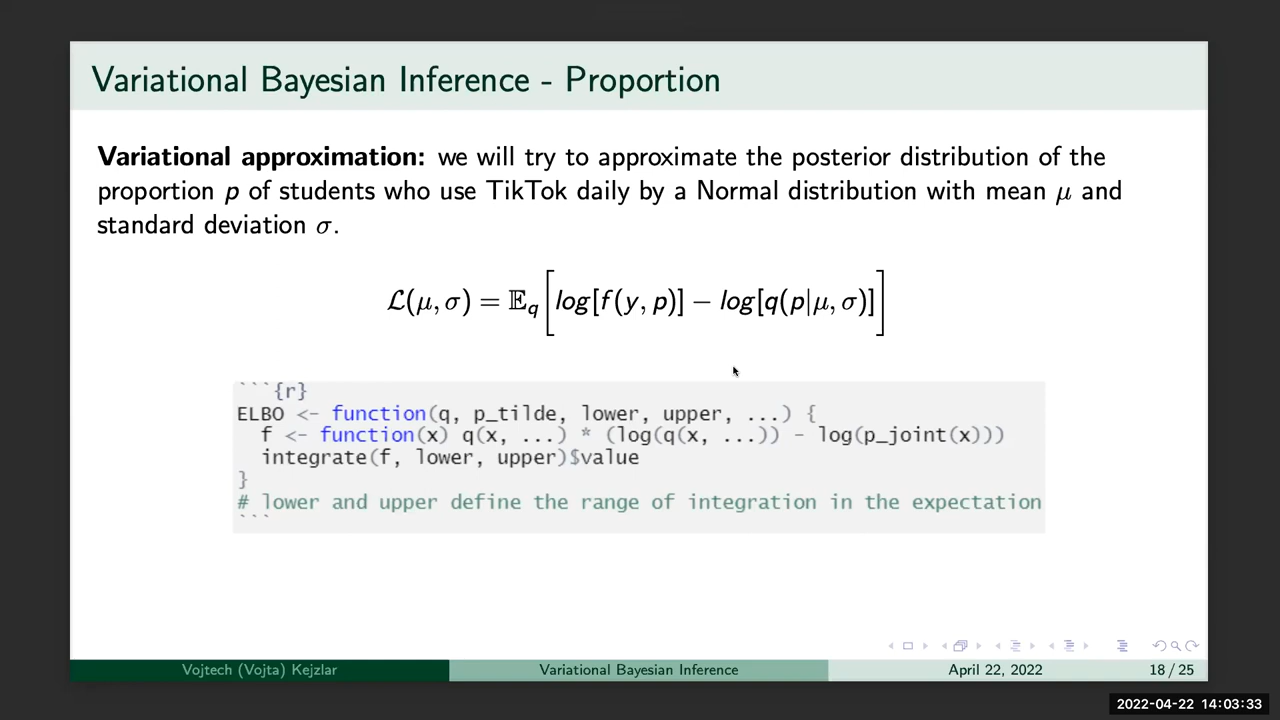 Variational Bayesian Inference - Proportion
Variational approximation: we will try to approximate the posterior distribution of the
proportion p of students who use TikTok daily by a Normal distribution with mean μ and
standard deviation σ.
ℒ(μ, σ) = 𝔼q[log[f(y, p)] − log[q(p|μ, σ)]]
```{r}
ELBO <- function(q, p_tilde, lower, upper, ...) {
  f <- function(x) q(x, ...) * (log(q(x, ...)) - log(p_joint(x)))
  integrate(f, lower, upper)$value
}
# lower and upper define the range of integration in the expectation
```
Vojtech (Vojta) Kejzlar
Variational Bayesian Inference
April 22, 2022
18 / 25
2022-04-22 14:03:33